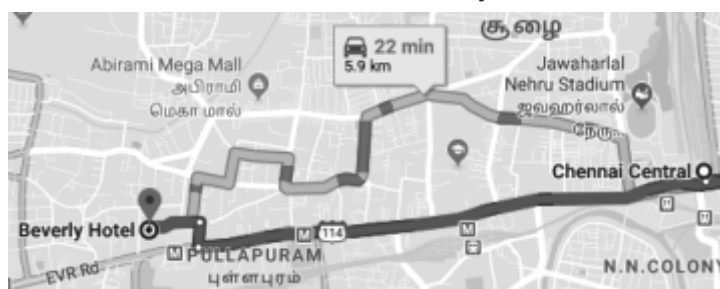 சூளை
22 min
5.9 km
Abirami Mega Mall
அபிராமி
மெகா மால்
Jawaharlal
Nehru Stadium
ஜவஹர்லால்
நேரு...
Chennai Central
Beverly Hotel
114
PULLAPURAM
புள்ளபுரம்
EVR Rd
N.N.COLONY